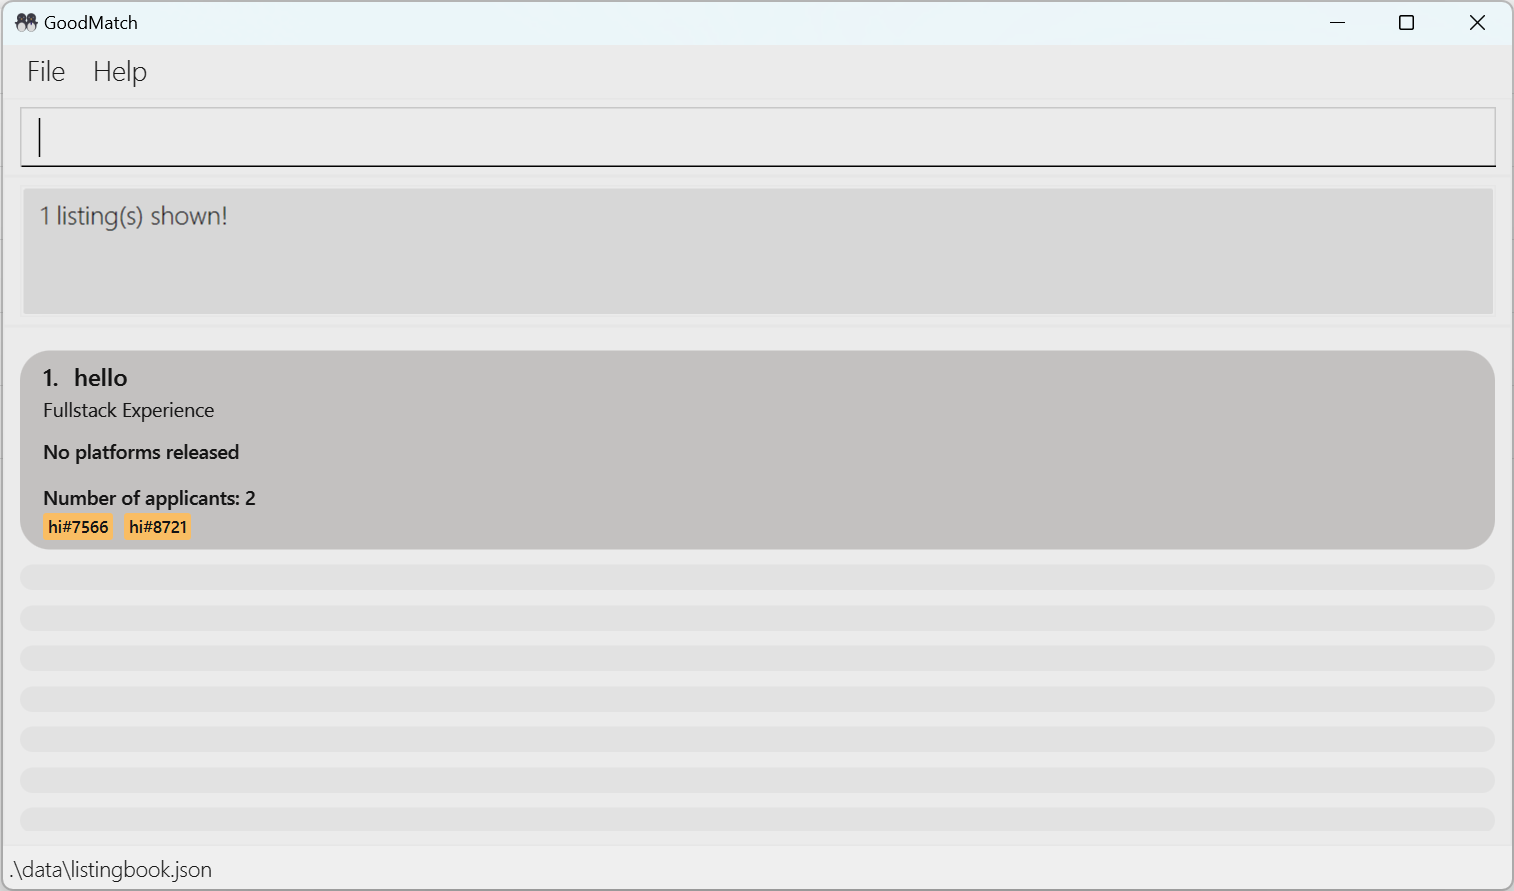 GoodMatch
File Help
1 listing(s) shown!
1. hello
Fullstack Experience
No platforms released
Number of applicants: 2
hi#7566 hi#8721
.\data\listingbook.json